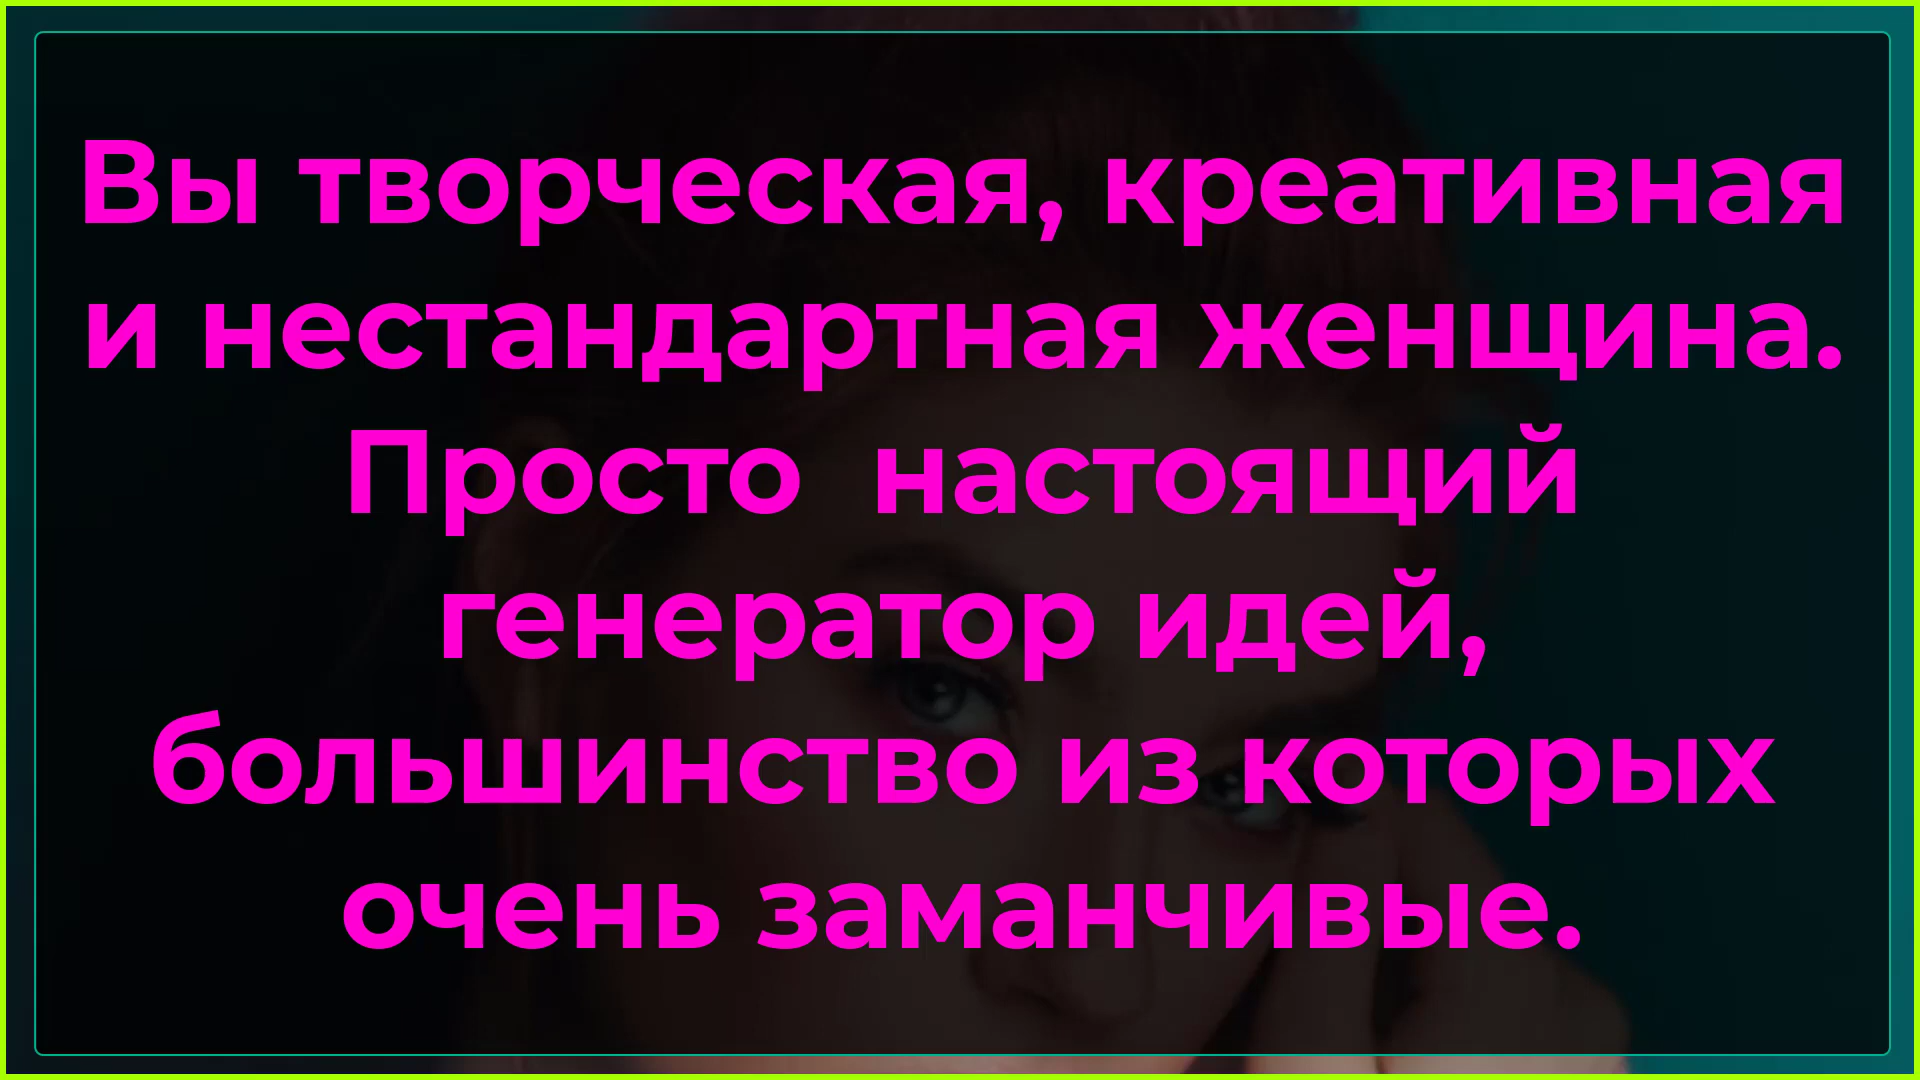 Вы творческая, креативная
и нестандартная женщина.
Просто  настоящий
генератор идей,
большинство из которых
очень заманчивые.